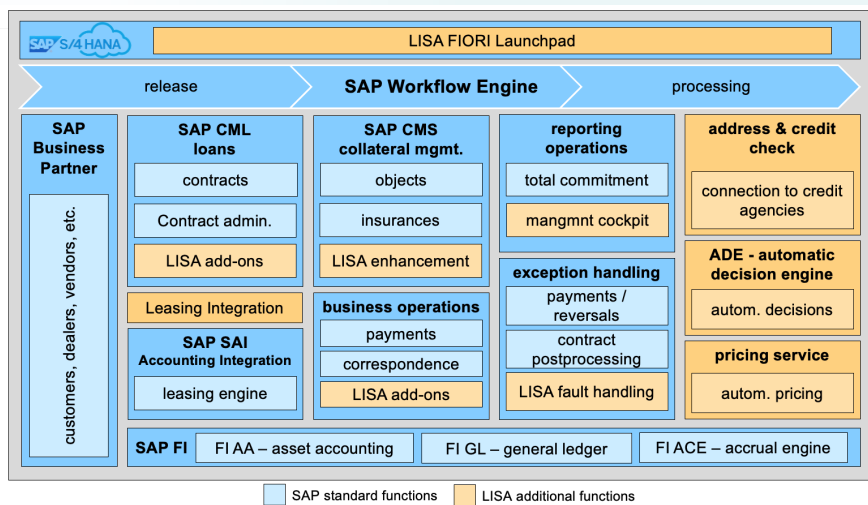 SAP S/4 HANA
LISA FIORI Launchpad
release
SAP Workflow Engine
processing
SAP
Business
Partner
customers, dealers, vendors, etc.
SAP CML
loans
contracts
Contract admin.
LISA add-ons
Leasing Integration
SAP SAI
Accounting Integration
leasing engine
SAP CMS
collateral mgmt.
objects
insurances
LISA enhancement
business operations
payments
correspondence
LISA add-ons
reporting
operations
total commitment
mangmnt cockpit
exception handling
payments /
reversals
contract
postprocessing
LISA fault handling
address & credit
check
connection to credit
agencies
ADE - automatic
decision engine
autom. decisions
pricing service
autom. pricing
SAP FI
FI AA – asset accounting
FI GL – general ledger
FI ACE – accrual engine
SAP standard functions
LISA additional functions